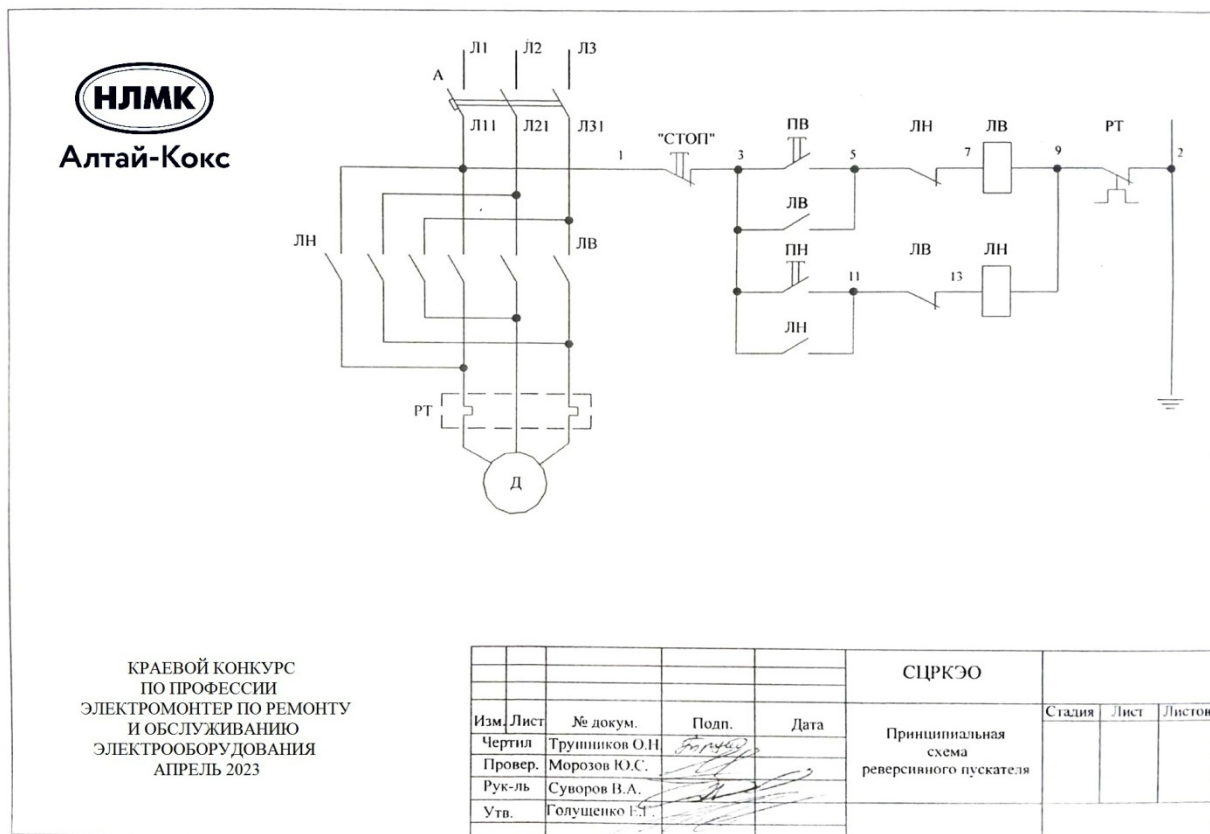 НЛМК
Алтай-Кокс
Л1 Л2 Л3
А
Л11 Л21 Л31
1 "СТОП" 3 ПВ 5 ЛН 7 ЛВ 9 РТ 2
ЛВ
ЛН ЛВ
ПН 11 ЛВ 13 ЛН
ЛН
РТ
Д
КРАЕВОЙ КОНКУРС
ПО ПРОФЕССИИ
ЭЛЕКТРОМОНТЕР ПО РЕМОНТУ
И ОБСЛУЖИВАНИЮ
ЭЛЕКТРООБОРУДОВАНИЯ
АПРЕЛЬ 2023
СЦРКЭО
Изм. Лист № докум. Подп. Дата
Чертил Трушников О.Н.
Провер. Морозов Ю.С.
Рук-ль Суворов В.А.
Утв. Голущенко
Принципиальная
схема
реверсивного пускателя
Стадия Лист Листов